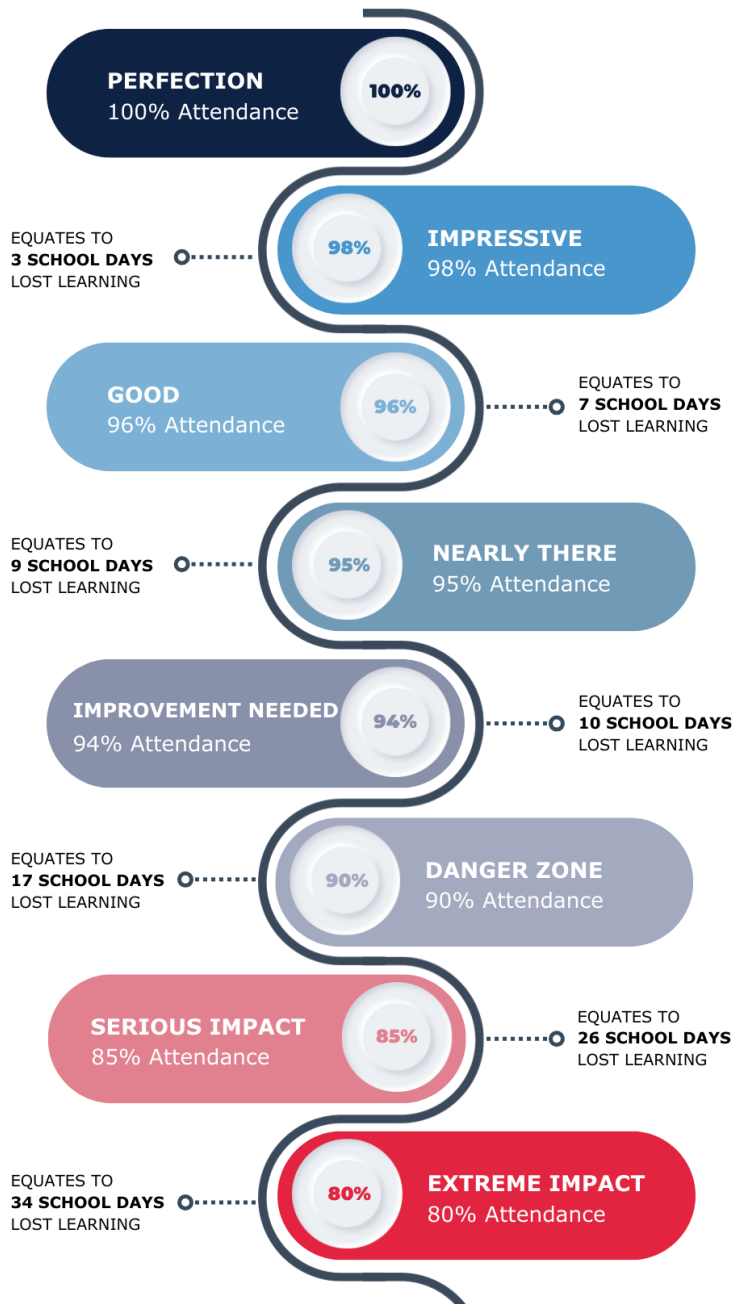 PERFECTION
100% Attendance
100%
EQUATES TO
3 SCHOOL DAYS
LOST LEARNING
98%
IMPRESSIVE
98% Attendance
GOOD
96% Attendance
96%
EQUATES TO
7 SCHOOL DAYS
LOST LEARNING
EQUATES TO
9 SCHOOL DAYS
LOST LEARNING
95%
NEARLY THERE
95% Attendance
IMPROVEMENT NEEDED
94% Attendance
94%
EQUATES TO
10 SCHOOL DAYS
LOST LEARNING
EQUATES TO
17 SCHOOL DAYS
LOST LEARNING
90%
DANGER ZONE
90% Attendance
SERIOUS IMPACT
85% Attendance
85%
EQUATES TO
26 SCHOOL DAYS
LOST LEARNING
EQUATES TO
34 SCHOOL DAYS
LOST LEARNING
80%
EXTREME IMPACT
80% Attendance